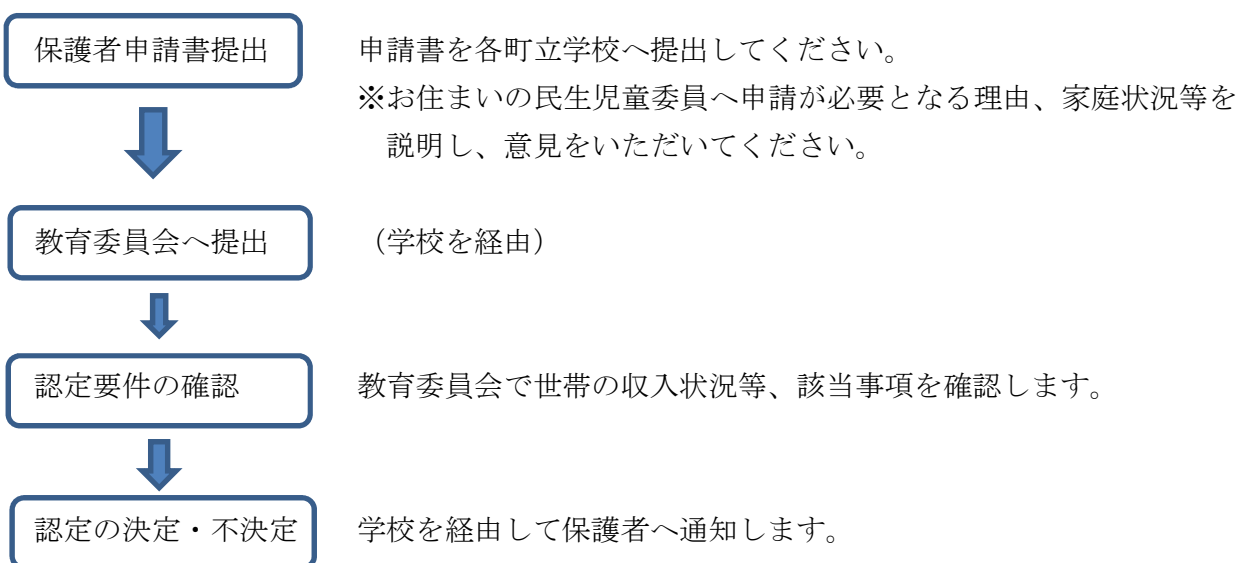 保護者申請書提出
申請書を各町立学校へ提出してください。
※お住まいの民生児童委員へ申請が必要となる理由、家庭状況等を
説明し、意見をいただいてください。
教育委員会へ提出
（学校を経由）
認定要件の確認
教育委員会で世帯の収入状況等、該当事項を確認します。
認定の決定・不決定
学校を経由して保護者へ通知します。